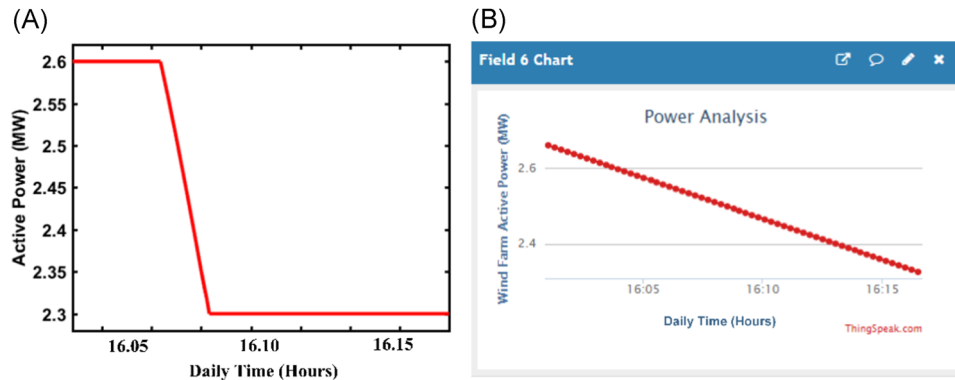 (A)
Active Power (MW)
2.6
2.55
2.5
2.45
2.4
2.35
2.3
16.05 16.10 16.15
Daily Time (Hours)
(B)
Field 6 Chart
Power Analysis
Wind Farm Active Power (MW)
2.6
2.4
16:05 16:10 16:15
Daily Time (Hours)
ThingSpeak.com